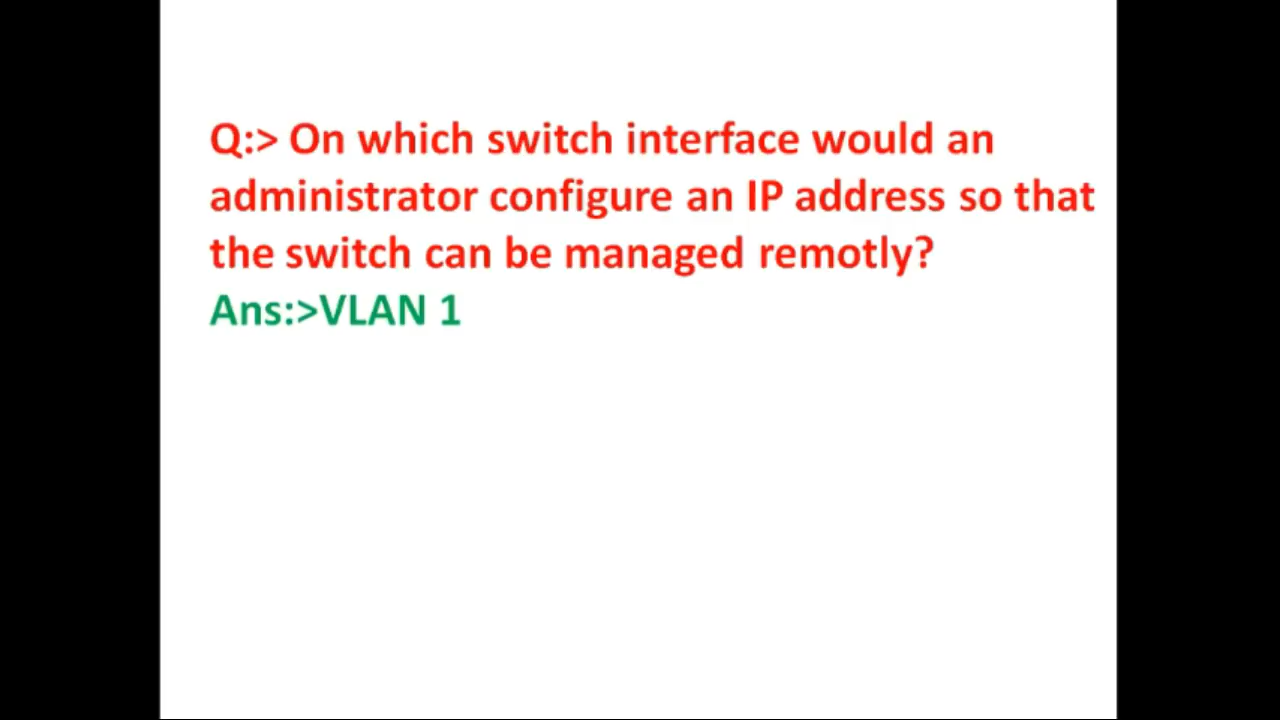 Q:> On which switch interface would an
administrator configure an IP address so that
the switch can be managed remotly?
Ans:>VLAN 1